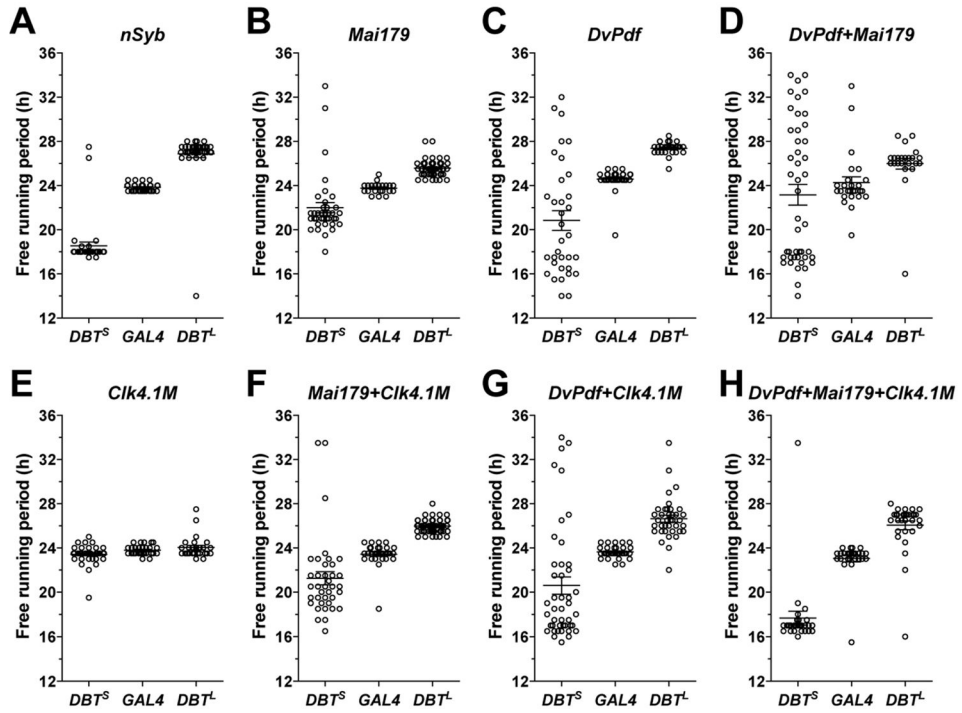 A
nSyb
Free running period (h)
36
32
28
24
20
16
12
DBT^S GAL4 DBT^L
B
Mai179
Free running period (h)
36
32
28
24
20
16
12
DBT^S GAL4 DBT^L
C
DvPdf
Free running period (h)
36
32
28
24
20
16
12
DBT^S GAL4 DBT^L
D
DvPdf+Mai179
Free running period (h)
36
32
28
24
20
16
12
DBT^S GAL4 DBT^L
E
Clk4.1M
Free running period (h)
36
32
28
24
20
16
12
DBT^S GAL4 DBT^L
F
Mai179+Clk4.1M
Free running period (h)
36
32
28
24
20
16
12
DBT^S GAL4 DBT^L
G
DvPdf+Clk4.1M
Free running period (h)
36
32
28
24
20
16
12
DBT^S GAL4 DBT^L
H
DvPdf+Mai179+Clk4.1M
Free running period (h)
36
32
28
24
20
16
12
DBT^S GAL4 DBT^L